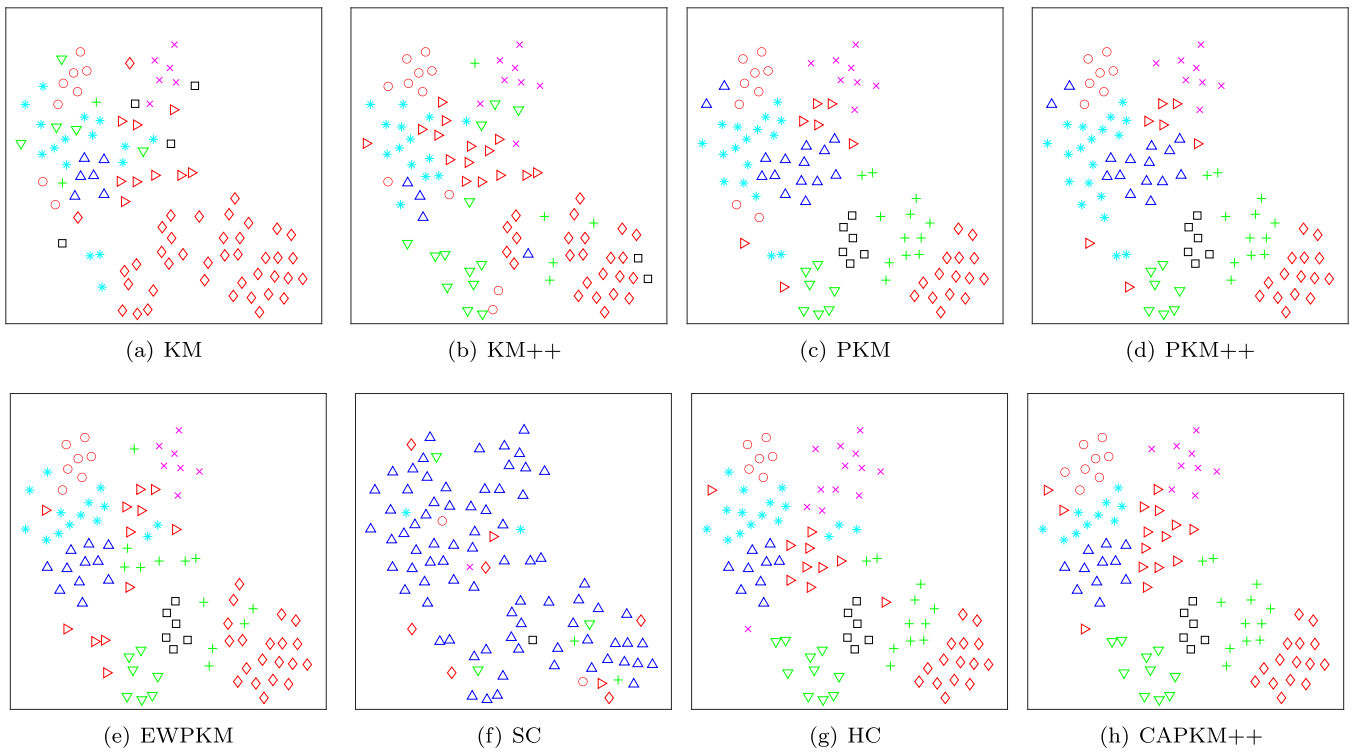 (a) KM
(b) KM++
(c) PKM
(d) PKM++
(e) EWPKM
(f) SC
(g) HC
(h) CAPKM++